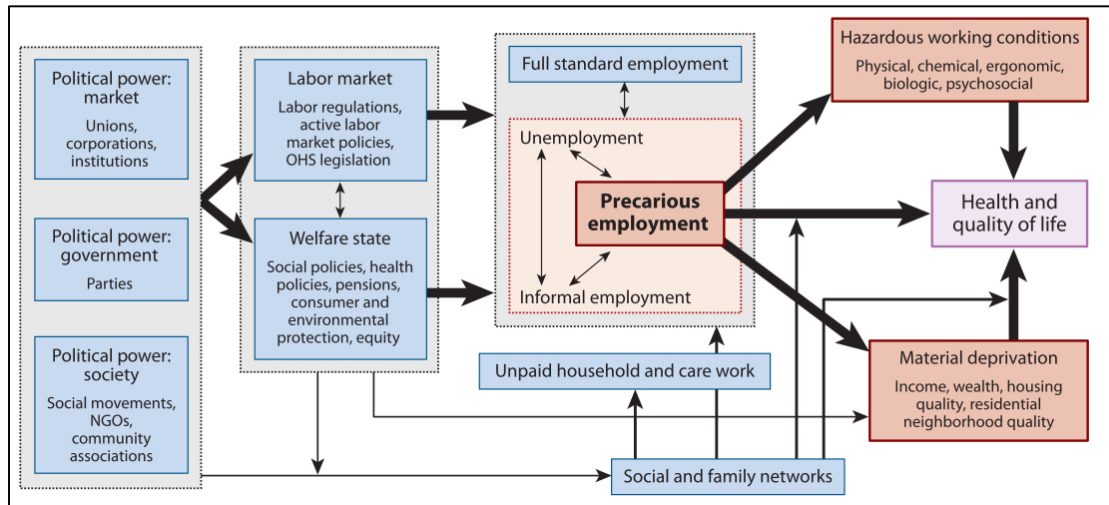 Political power:
market
Unions,
corporations,
institutions
Political power:
government
Parties
Political power:
society
Social movements,
NGOs,
community
associations
Labor market
Labor regulations,
active labor
market policies,
OHS legislation
Welfare state
Social policies, health
policies, pensions,
consumer and
environmental
protection, equity
Full standard employment
Unemployment
Precarious
employment
Informal employment
Unpaid household and care work
Social and family networks
Hazardous working conditions
Physical, chemical, ergonomic,
biologic, psychosocial
Health and
quality of life
Material deprivation
Income, wealth, housing
quality, residential
neighborhood quality